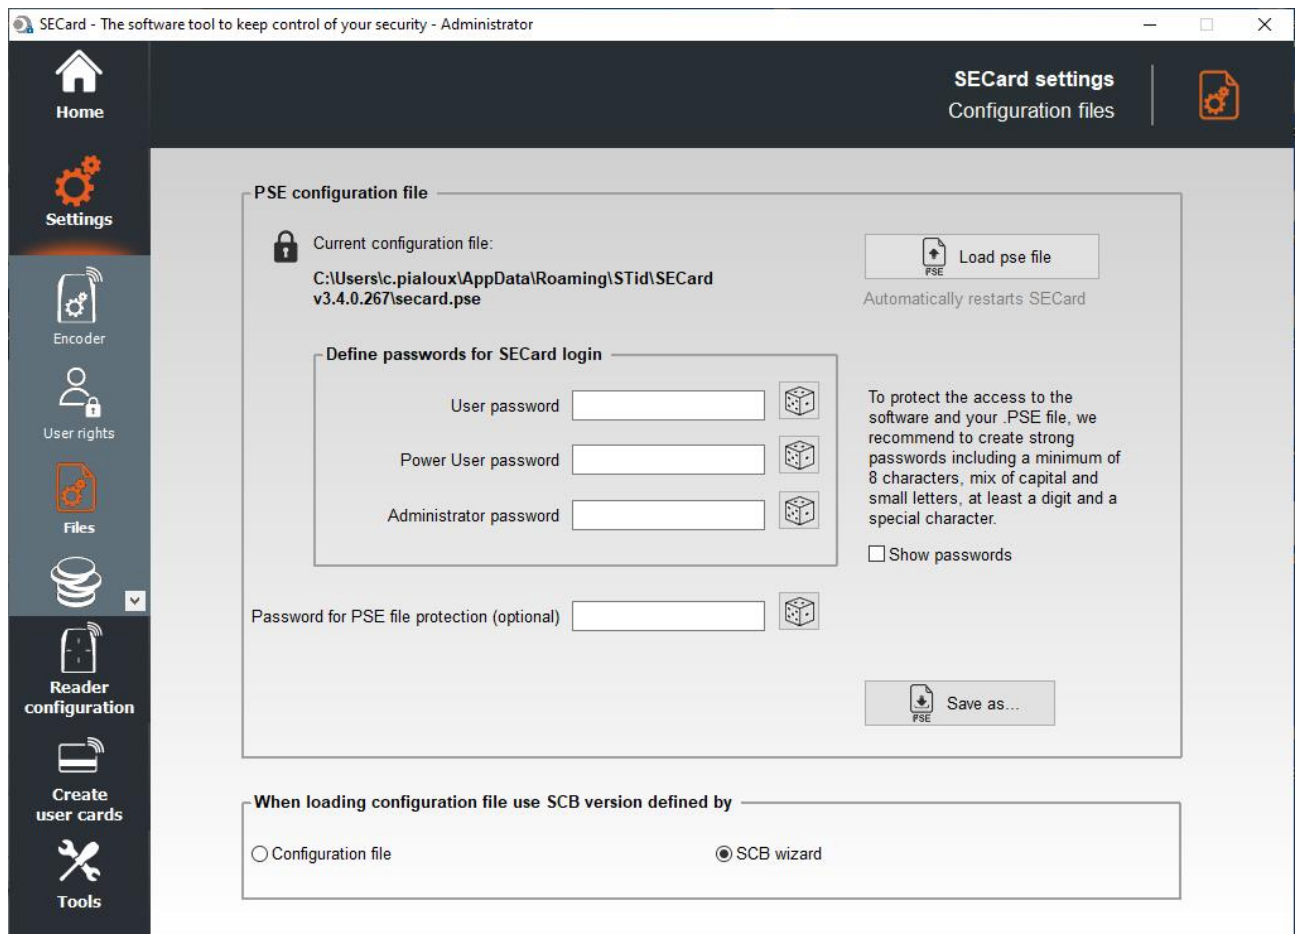 SECard - The software tool to keep control of your security - Administrator
Home
SECard settings
Configuration files
Settings
Encoder
User rights
Files
Reader
configuration
Create
user cards
Tools
PSE configuration file
Current configuration file:
C:\Users\c.pialoux\AppData\Roaming\STid\SECard
v3.4.0.267\secard.pse
PSE
Load pse file
Automatically restarts SECard
Define passwords for SECard login
User password
Power User password
Administrator password
To protect the access to the
software and your .PSE file, we
recommend to create strong
passwords including a minimum of
8 characters, mix of capital and
small letters, at least a digit and a
special character.
Show passwords
Password for PSE file protection (optional)
PSE
Save as...
When loading configuration file use SCB version defined by
Configuration file
SCB wizard